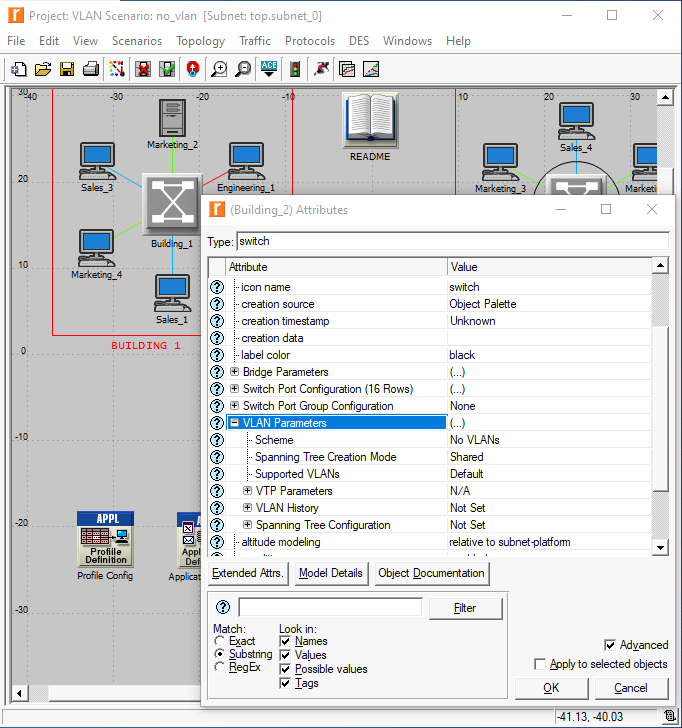 Project: VLAN Scenario: no_vlan [Subnet: top.subnet_0]
File Edit View Scenarios Topology Traffic Protocols DES Windows Help
ACE
-40 -30 -20 -10 10 20 30
Marketing_2
Sales_3
Engineering_1
README
Sales_4
Marketing_3
20
Building_1
Marketing_4
10
Sales_1
0
BUILDING 1
-10
-20
APPL
Profile
Definition
Profile Config
-30
(Building_2) Attributes
Type: switch
Attribute Value
icon name switch
creation source Object Palette
creation timestamp Unknown
creation data
label color black
Bridge Parameters (...)
Switch Port Configuration (16 Rows) (...)
Switch Port Group Configuration None
VLAN Parameters (...)
Scheme No VLANs
Spanning Tree Creation Mode Shared
Supported VLANs Default
VTP Parameters N/A
VLAN History Not Set
Spanning Tree Configuration Not Set
altitude modeling relative to subnet-platform
Extended Attrs. Model Details Object Documentation
Filter
Match: Look in:
Exact Names
Substring Values
RegEx Possible values
Tags
Advanced
Apply to selected objects
OK Cancel
-41.13, -40.03